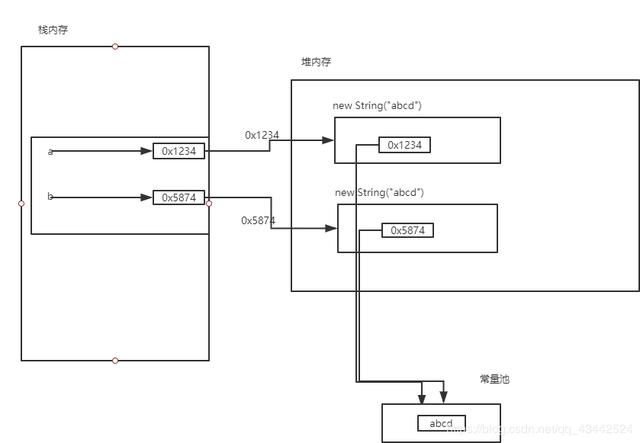 栈内存
堆内存
new String("abcd")
0x1234
0x1234
a
0x1234
new String("abcd")
b
0x5874
0x5874
0x5874
常量池
abcd
https://blog.csdn.net/qq_43442524